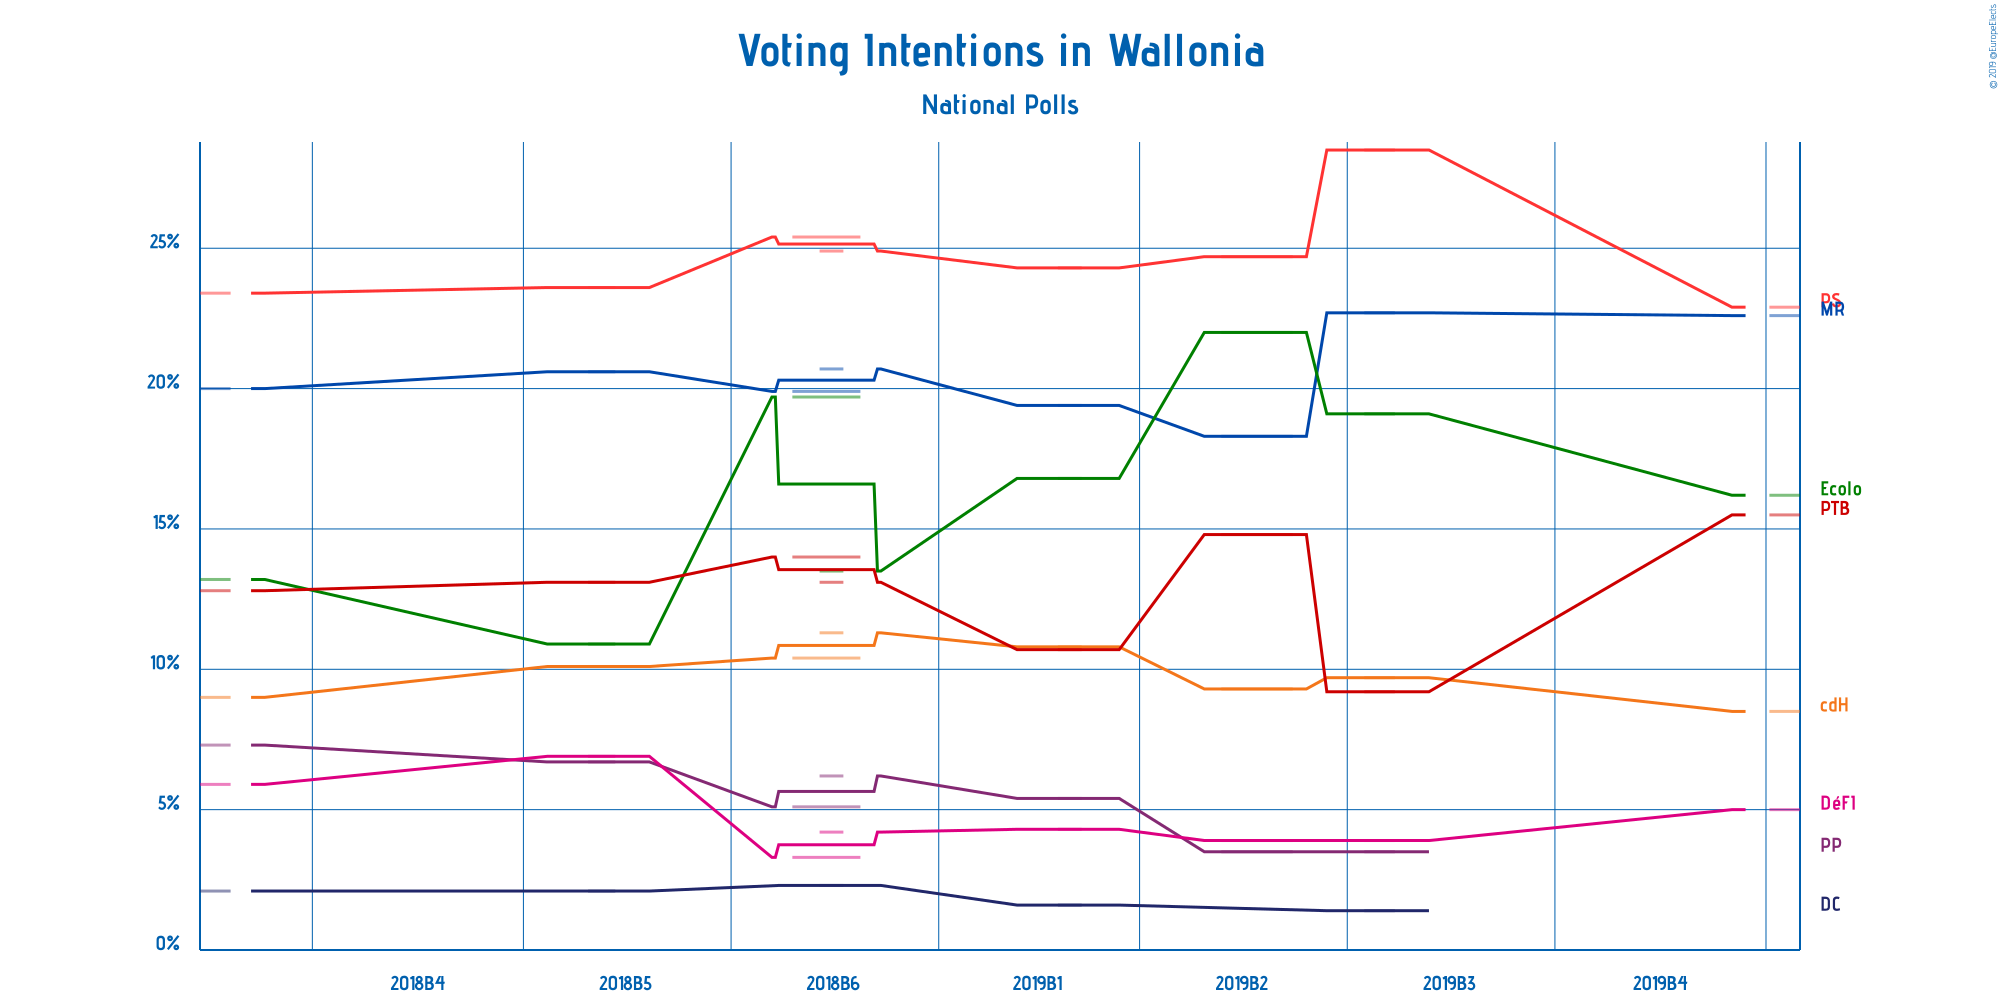 Voting Intentions in Wallonia
National Polls
© 2019 @EuropeElects
25%
20%
15%
10%
5%
0%
PS
MR
Ecolo
PTB
cdH
DéFI
PP
DC
2018B4 2018B5 2018B6 2019B1 2019B2 2019B3 2019B4